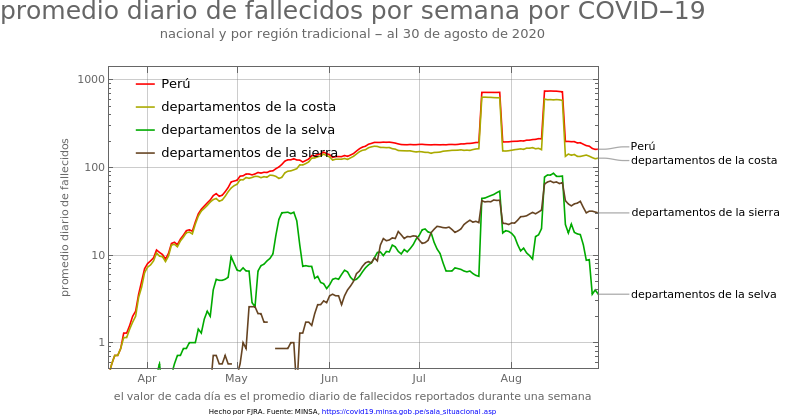 promedio diario de fallecidos por semana por COVID‒19
nacional y por región tradicional ‒ al 30 de agosto de 2020
promedio diario de fallecidos
1000
100
10
1
Perú
departamentos de la costa
departamentos de la selva
departamentos de la sierra
Perú
departamentos de la costa
departamentos de la sierra
departamentos de la selva
Apr May Jun Jul Aug
el valor de cada día es el promedio diario de fallecidos reportados durante una semana
Hecho por FJRA. Fuente: MINSA, https://covid19.minsa.gob.pe/sala_situacional.asp